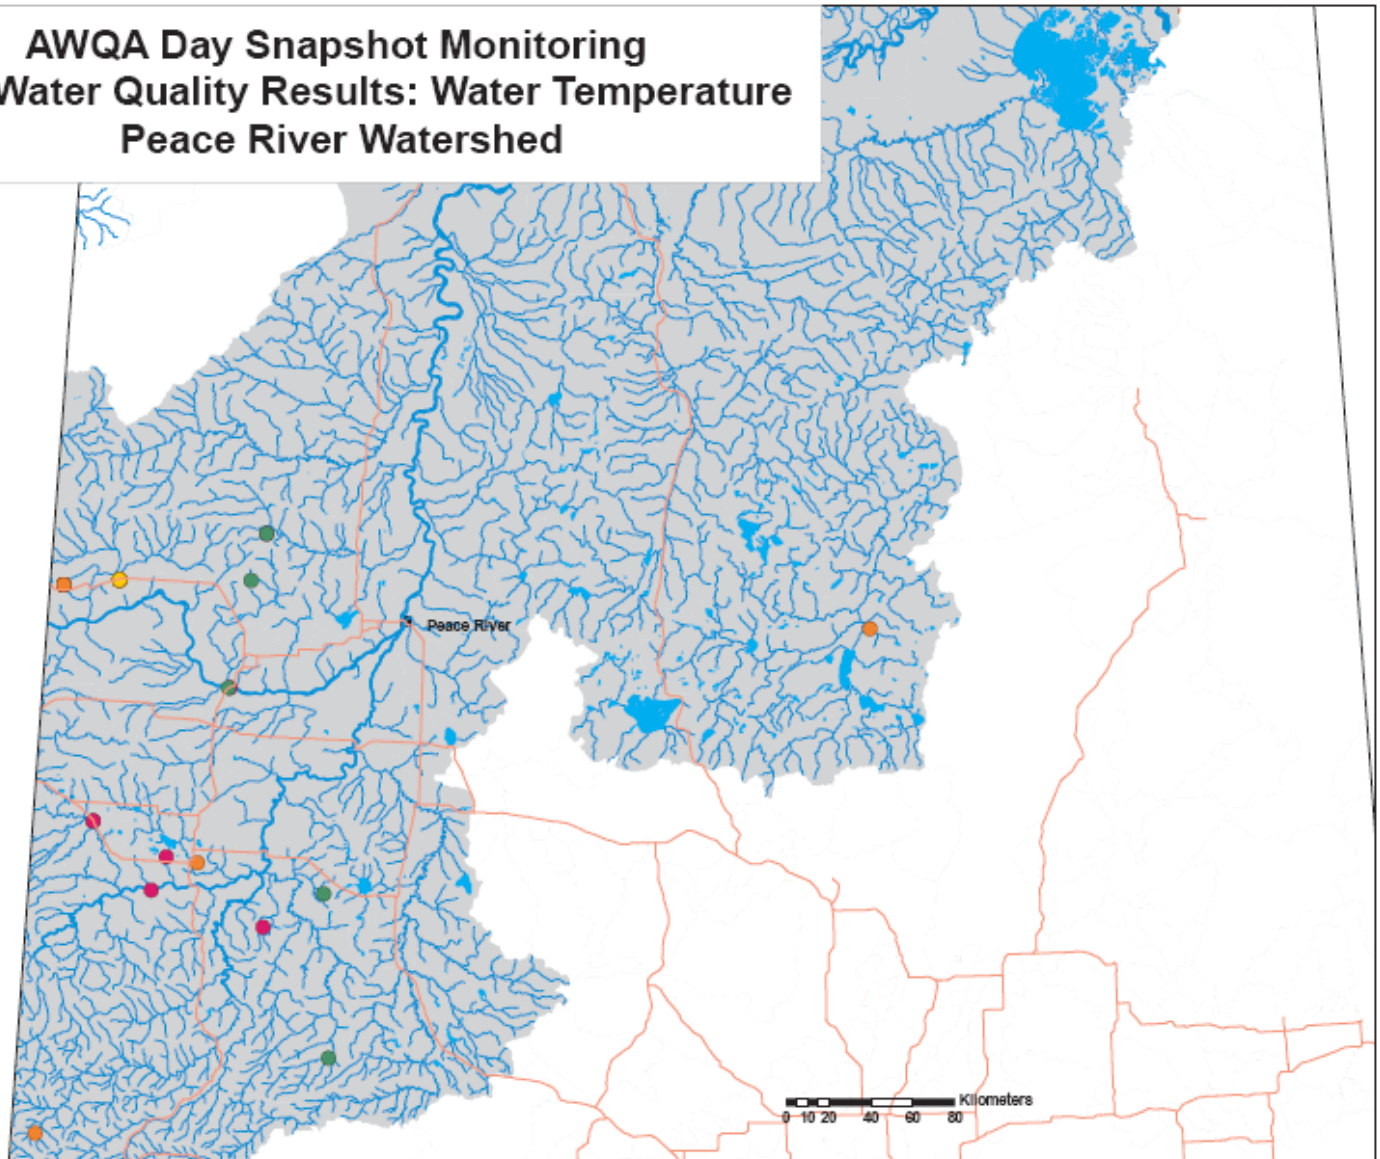 AWQA Day Snapshot Monitoring
Water Quality Results: Water Temperature
Peace River Watershed
Peace River
Kilometers
0 10 20 40 60 80